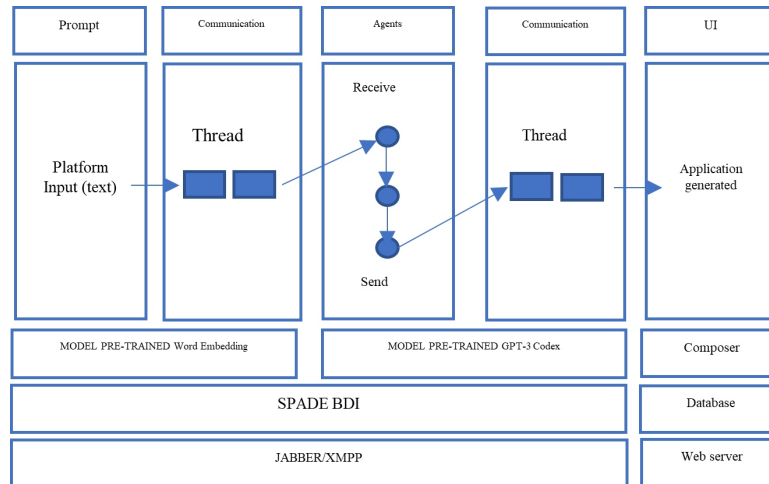 Prompt
Communication
Agents
Communication
UI
Platform
Input (text)
Thread
Receive
Send
Thread
Application
generated
MODEL PRE-TRAINED Word Embedding
MODEL PRE-TRAINED GPT-3 Codex
Composer
SPADE BDI
Database
JABBER/XMPP
Web server